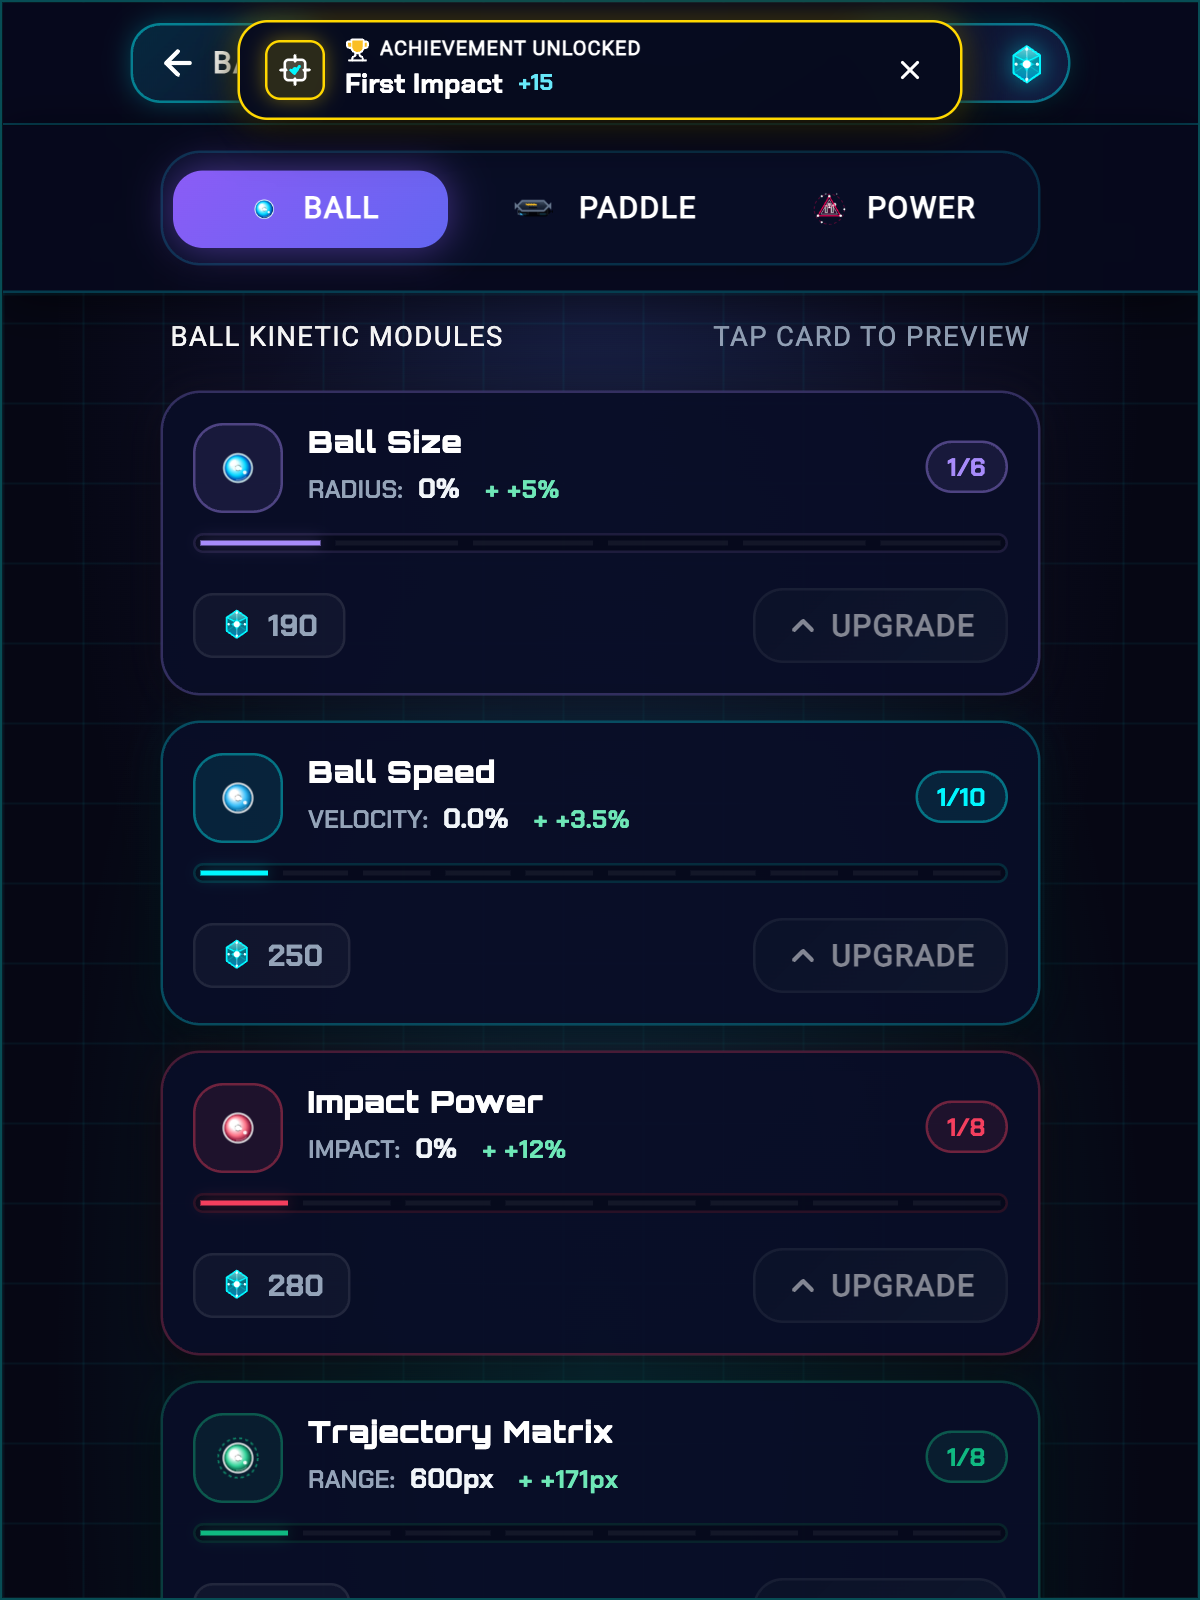 ACHIEVEMENT UNLOCKED
First Impact +15
BALL
PADDLE
POWER
BALL KINETIC MODULES
TAP CARD TO PREVIEW
Ball Size
RADIUS: 0% + +5%
1/6
190
UPGRADE
Ball Speed
VELOCITY: 0.0% + +3.5%
1/10
250
UPGRADE
Impact Power
IMPACT: 0% + +12%
1/8
280
UPGRADE
Trajectory Matrix
RANGE: 600px + +171px
1/8